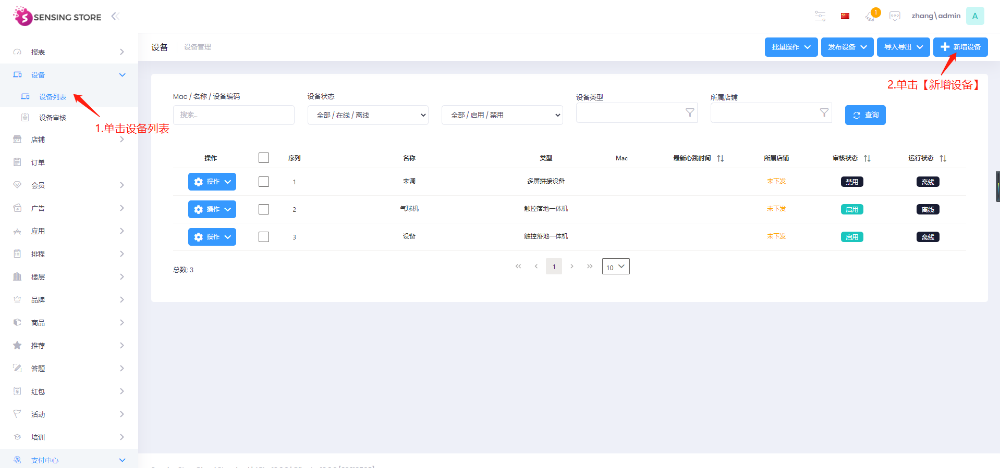 SENSING STORE
1
zhang\admin
A
设备
设备管理
批量操作
发布设备
导入导出
新增设备
2.单击【新增设备】
报表
设备
设备列表
设备审核
1.单击设备列表
店铺
订单
会员
广告
应用
排程
楼层
品牌
商品
推荐
答题
红包
活动
培训
支付中心
Mac / 名称 / 设备编码
设备状态
设备类型
所属店铺
搜索...
全部 / 在线 / 离线
全部 / 启用 / 禁用
查询
操作 序列 名称 类型 Mac 最新心跳时间 所属店铺 审核状态 运行状态
操作 1 未调 多屏拼接设备 未下发 禁用 离线
操作 2 气球机 触控落地一体机 未下发 启用 离线
操作 3 设备 触控落地一体机 未下发 启用 离线
总数: 3
1
10